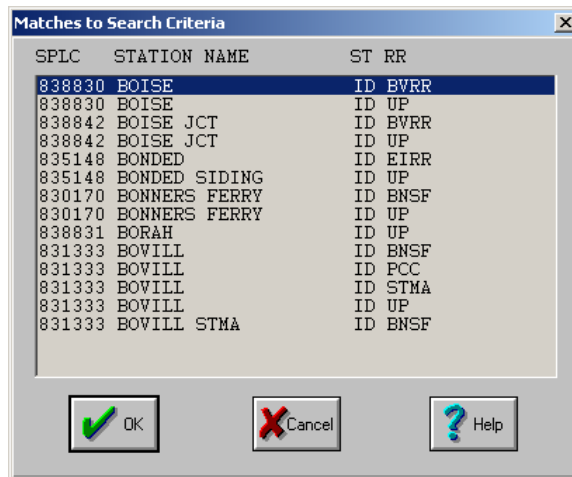 Matches to Search Criteria
SPLC STATION NAME ST RR
838830 BOISE ID BVRR
838830 BOISE ID UP
838842 BOISE JCT ID BVRR
838842 BOISE JCT ID UP
835148 BONDED ID EIRR
835148 BONDED SIDING ID UP
830170 BONNERS FERRY ID BNSF
830170 BONNERS FERRY ID UP
838831 BORAH ID UP
831333 BOVILL ID BNSF
831333 BOVILL ID PCC
831333 BOVILL ID STMA
831333 BOVILL ID UP
831333 BOVILL STMA ID BNSF
OK Cancel Help